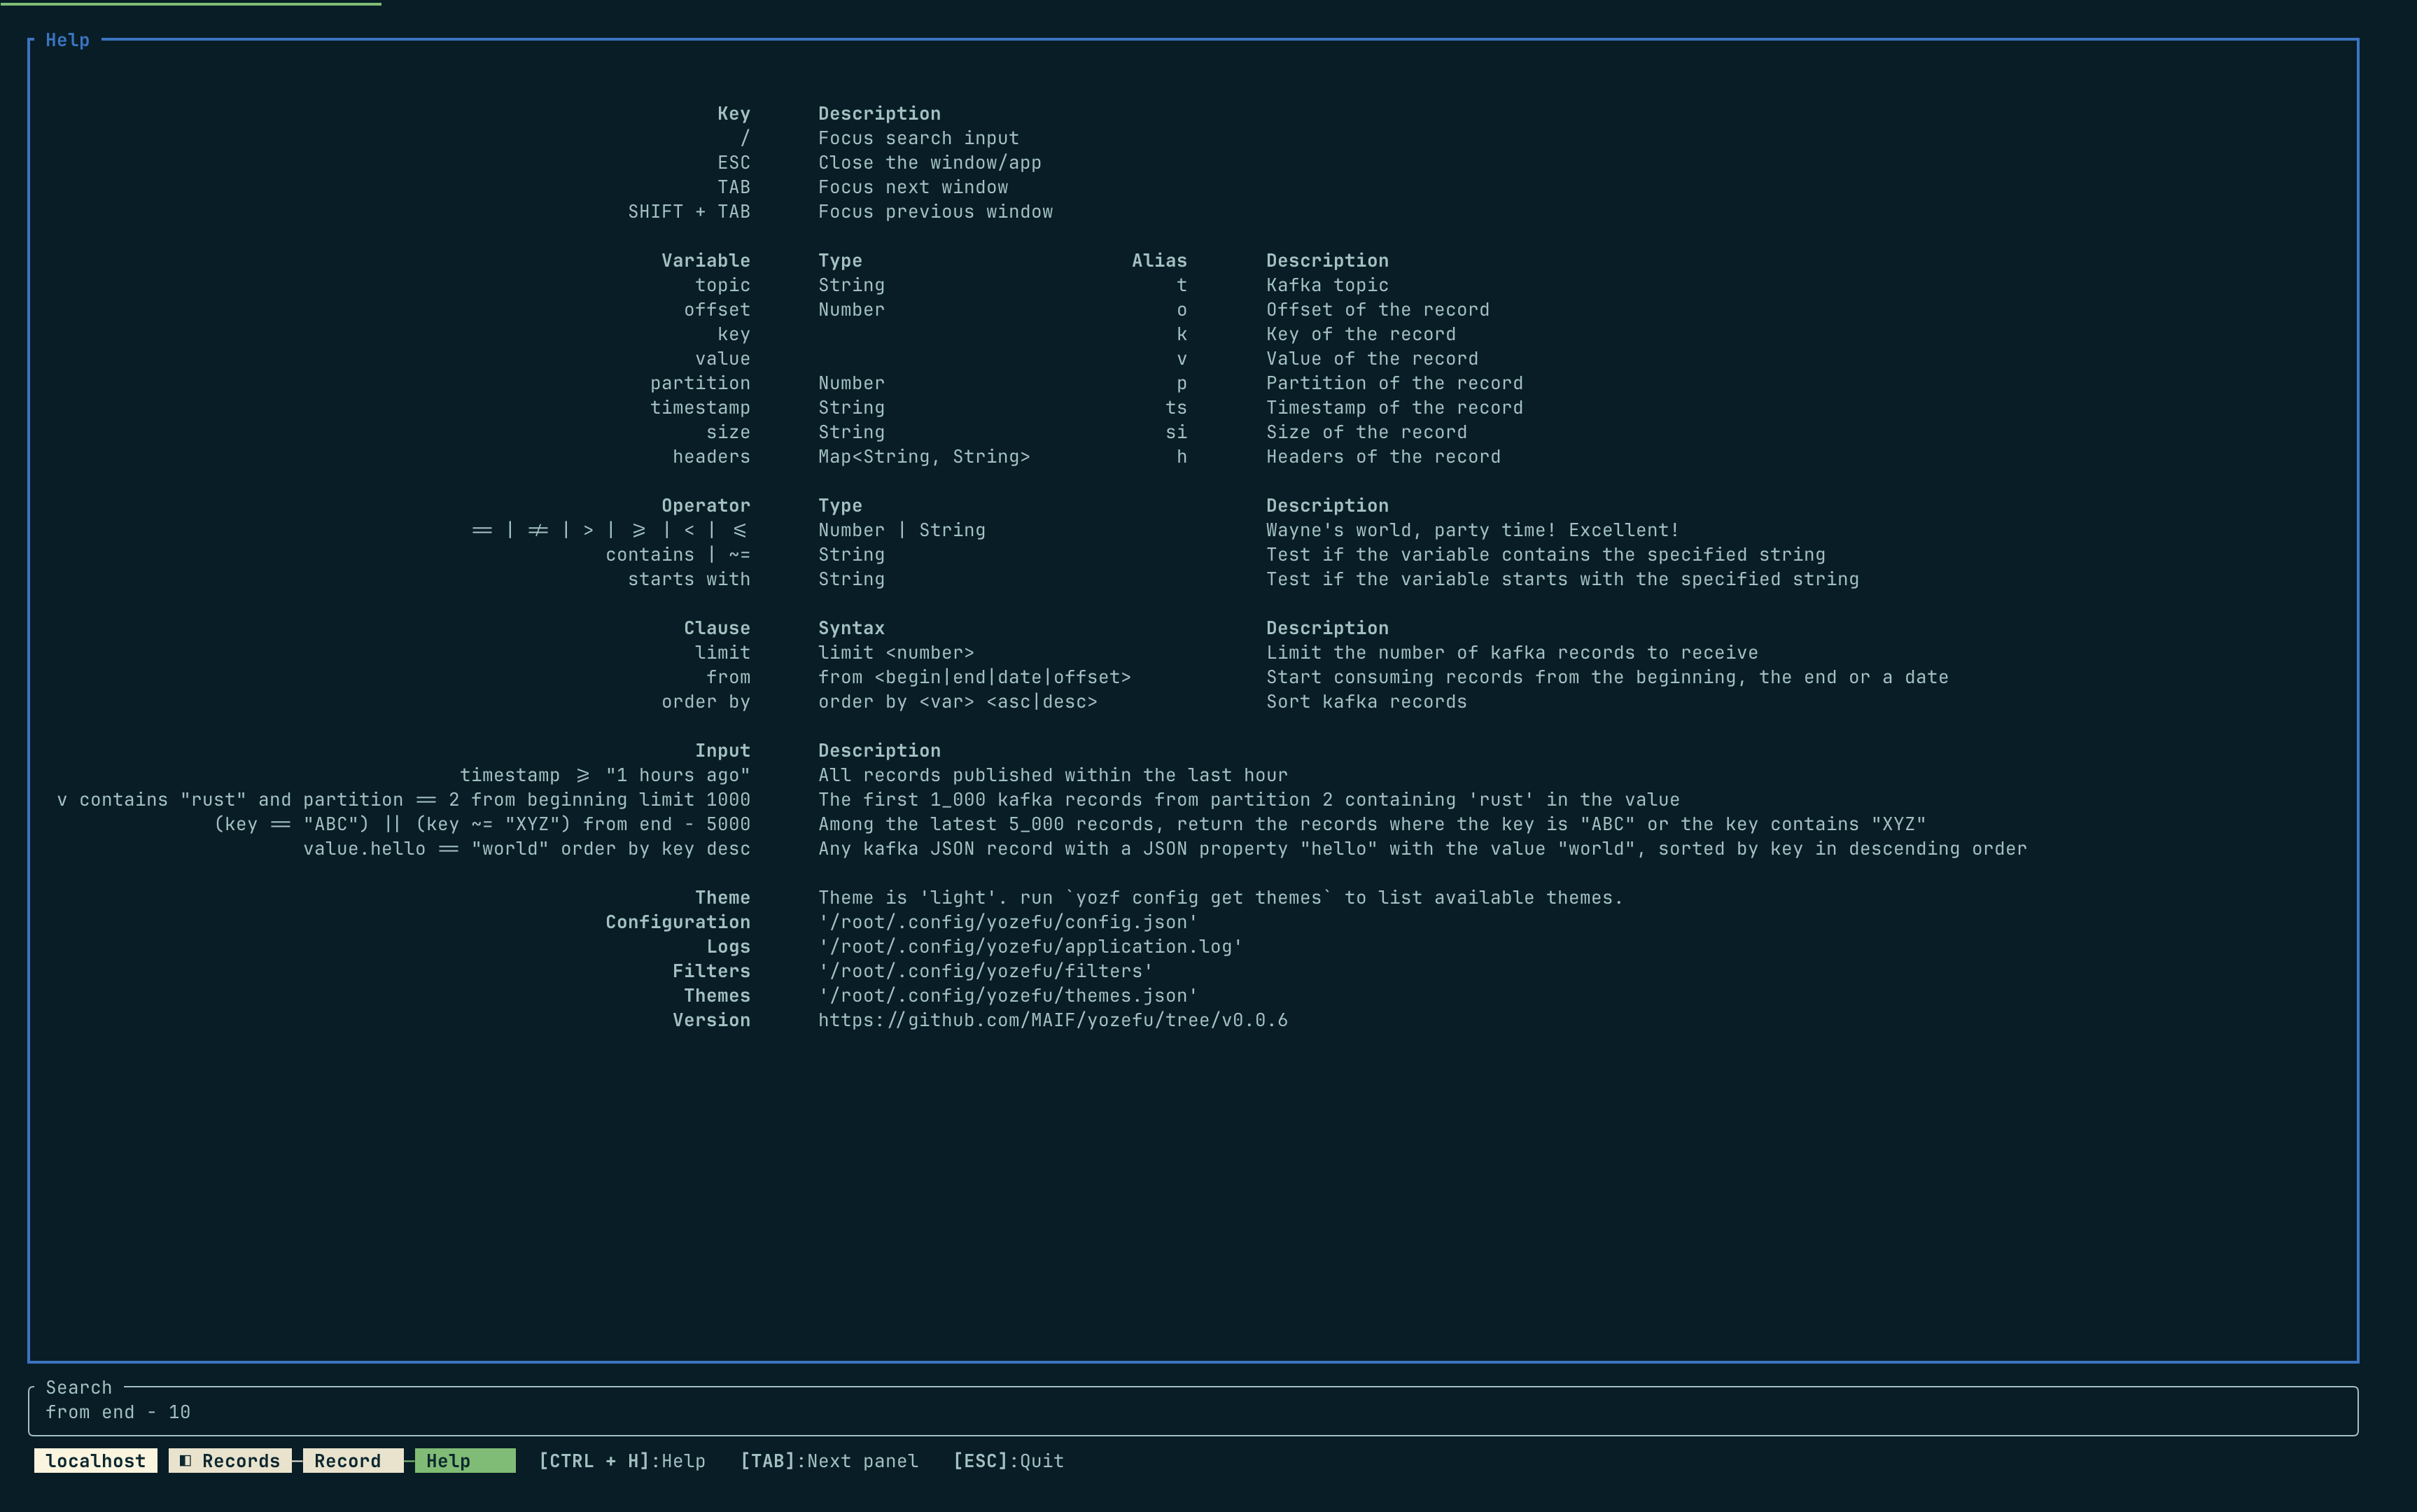 Help
Key Description
/ Focus search input
ESC Close the window/app
TAB Focus next window
SHIFT + TAB Focus previous window
Variable Type Alias Description
topic String t Kafka topic
offset Number o Offset of the record
key k Key of the record
value v Value of the record
partition Number p Partition of the record
timestamp String ts Timestamp of the record
size String si Size of the record
headers Map<String, String> h Headers of the record
Operator Type Description
== | != | > | >= | < | <= Number | String Wayne's world, party time! Excellent!
contains | ~= String Test if the variable contains the specified string
starts with String Test if the variable starts with the specified string
Clause Syntax Description
limit limit <number> Limit the number of kafka records to receive
from from <begin|end|date|offset> Start consuming records from the beginning, the end or a date
order by order by <var> <asc|desc> Sort kafka records
Input Description
timestamp >= "1 hours ago" All records published within the last hour
v contains "rust" and partition == 2 from beginning limit 1000 The first 1_000 kafka records from partition 2 containing 'rust' in the value
(key == "ABC") || (key ~= "XYZ") from end - 5000 Among the latest 5_000 records, return the records where the key is "ABC" or the key contains "XYZ"
value.hello == "world" order by key desc Any kafka JSON record with a JSON property "hello" with the value "world", sorted by key in descending order
Theme Theme is 'light'. run `yozf config get themes` to list available themes.
Configuration '/root/.config/yozefu/config.json'
Logs '/root/.config/yozefu/application.log'
Filters '/root/.config/yozefu/filters'
Themes '/root/.config/yozefu/themes.json'
Version https://github.com/MAIF/yozefu/tree/v0.0.6
Search
from end - 10
localhost Records Record Help [CTRL + H]:Help [TAB]:Next panel [ESC]:Quit